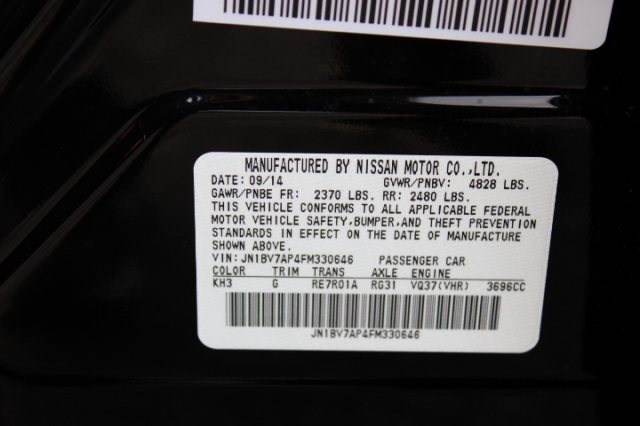 MANUFACTURED BY NISSAN MOTOR CO.,LTD.
DATE: 09/14 GVWR/PNBV: 4828 LBS.
GAWR/PNBE FR: 2370 LBS. RR: 2480 LBS.
THIS VEHICLE CONFORMS TO ALL APPLICABLE FEDERAL
MOTOR VEHICLE SAFETY,BUMPER,AND THEFT PREVENTION
STANDARDS IN EFFECT ON THE DATE OF MANUFACTURE
SHOWN ABOVE.
VIN:JN1BV7AP4FM330646 PASSENGER CAR
COLOR TRIM TRANS AXLE ENGINE
KH3 G RE7R01A RG31 VQ37(VHR) 3696CC
JN1BV7AP4FM330646